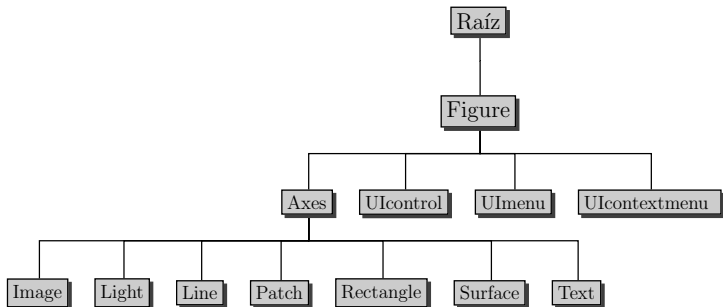 Raíz
Figure
Axes UIcontrol UImenu UIcontextmenu
Image Light Line Patch Rectangle Surface Text